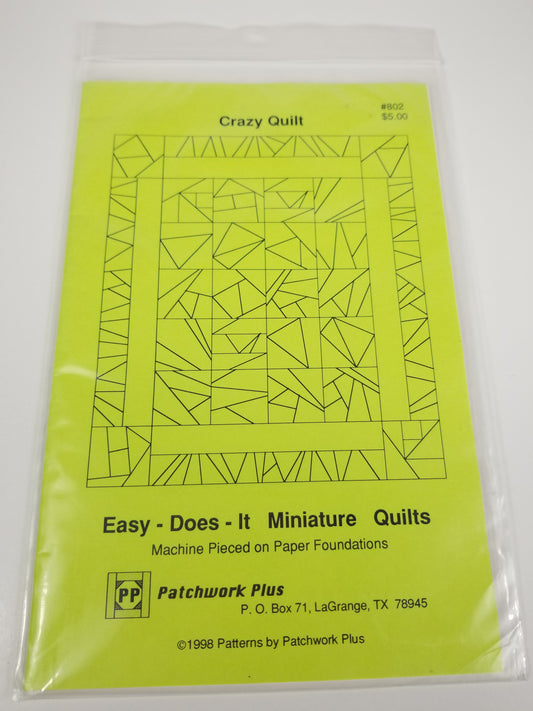 #802
Crazy Quilt $5.00
Easy - Does - It Miniature Quilts
Machine Pieced on Paper Foundations
PP Patchwork Plus
P. O. Box 71, LaGrange, TX 78945
©1998 Patterns by Patchwork Plus